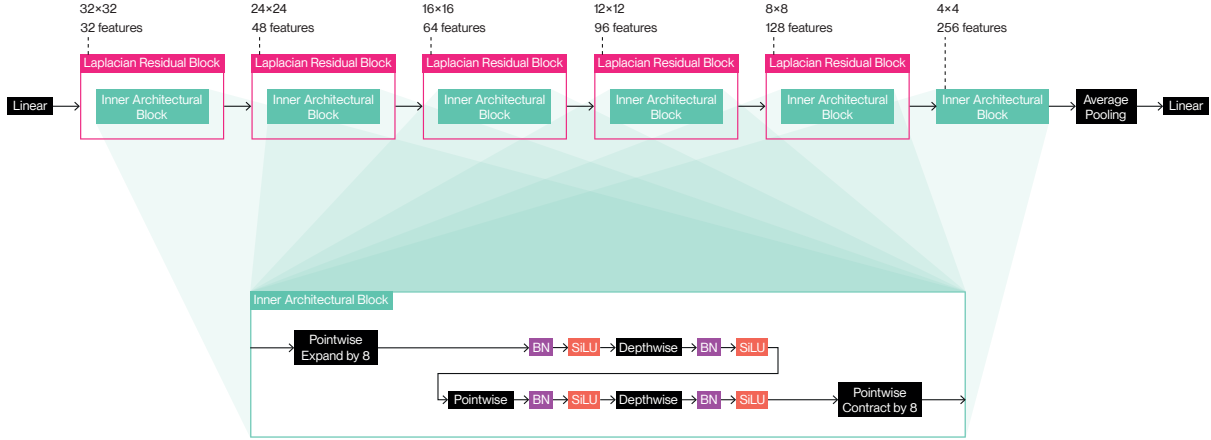 32×32
32 features
24×24
48 features
16×16
64 features
12×12
96 features
8×8
128 features
4×4
256 features
Laplacian Residual Block
Laplacian Residual Block
Laplacian Residual Block
Laplacian Residual Block
Laplacian Residual Block
Linear
Inner Architectural
Block
Inner Architectural
Block
Inner Architectural
Block
Inner Architectural
Block
Inner Architectural
Block
Inner Architectural
Block
Average
Pooling
Linear
Inner Architectural Block
Pointwise
Expand by 8
BN
SiLU
Depthwise
BN
SiLU
Pointwise
BN
SiLU
Depthwise
BN
SiLU
Pointwise
Contract by 8